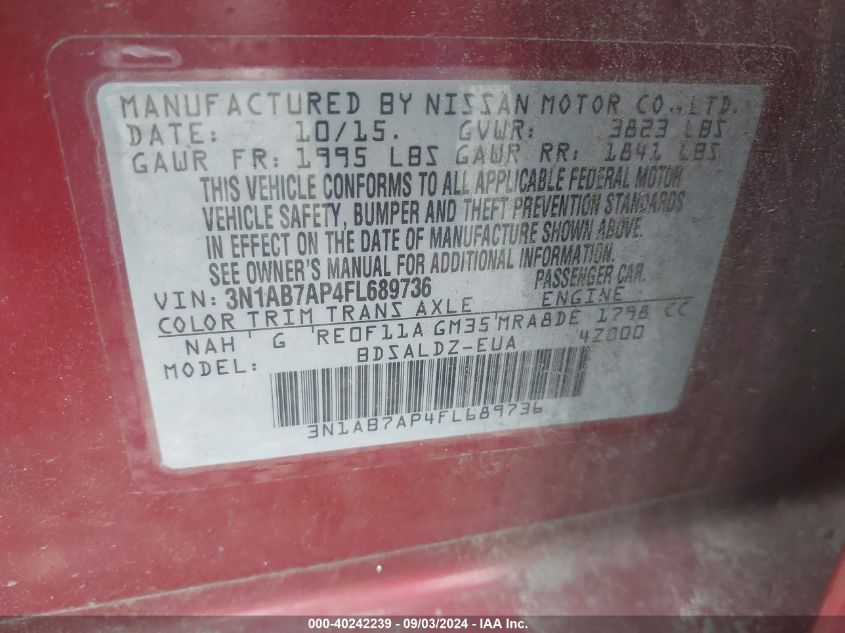 MANUFACTURED BY NISSAN MOTOR CO., LTD.
DATE: 10/15. GVWR: 3823 LBS
GAWR FR: 1995 LBS GAWR RR: 1841 LBS
THIS VEHICLE CONFORMS TO ALL APPLICABLE FEDERAL MOTOR
VEHICLE SAFETY, BUMPER AND THEFT PREVENTION STANDARDS
IN EFFECT ON THE DATE OF MANUFACTURE SHOWN ABOVE.
SEE OWNER'S MANUAL FOR ADDITIONAL INFORMATION.
VIN: 3N1AB7AP4FL689736 PASSENGER CAR.
COLOR TRIM TRANS AXLE ENGINE
NAH G RE0F11A GM35 MRA8DE 1798 CC
MODEL: BDSALDZ-EUA 4Z000
3N1AB7AP4FL689736
000-40242239 - 09/03/2024 - IAAI.com. Copyright IAA, Inc.